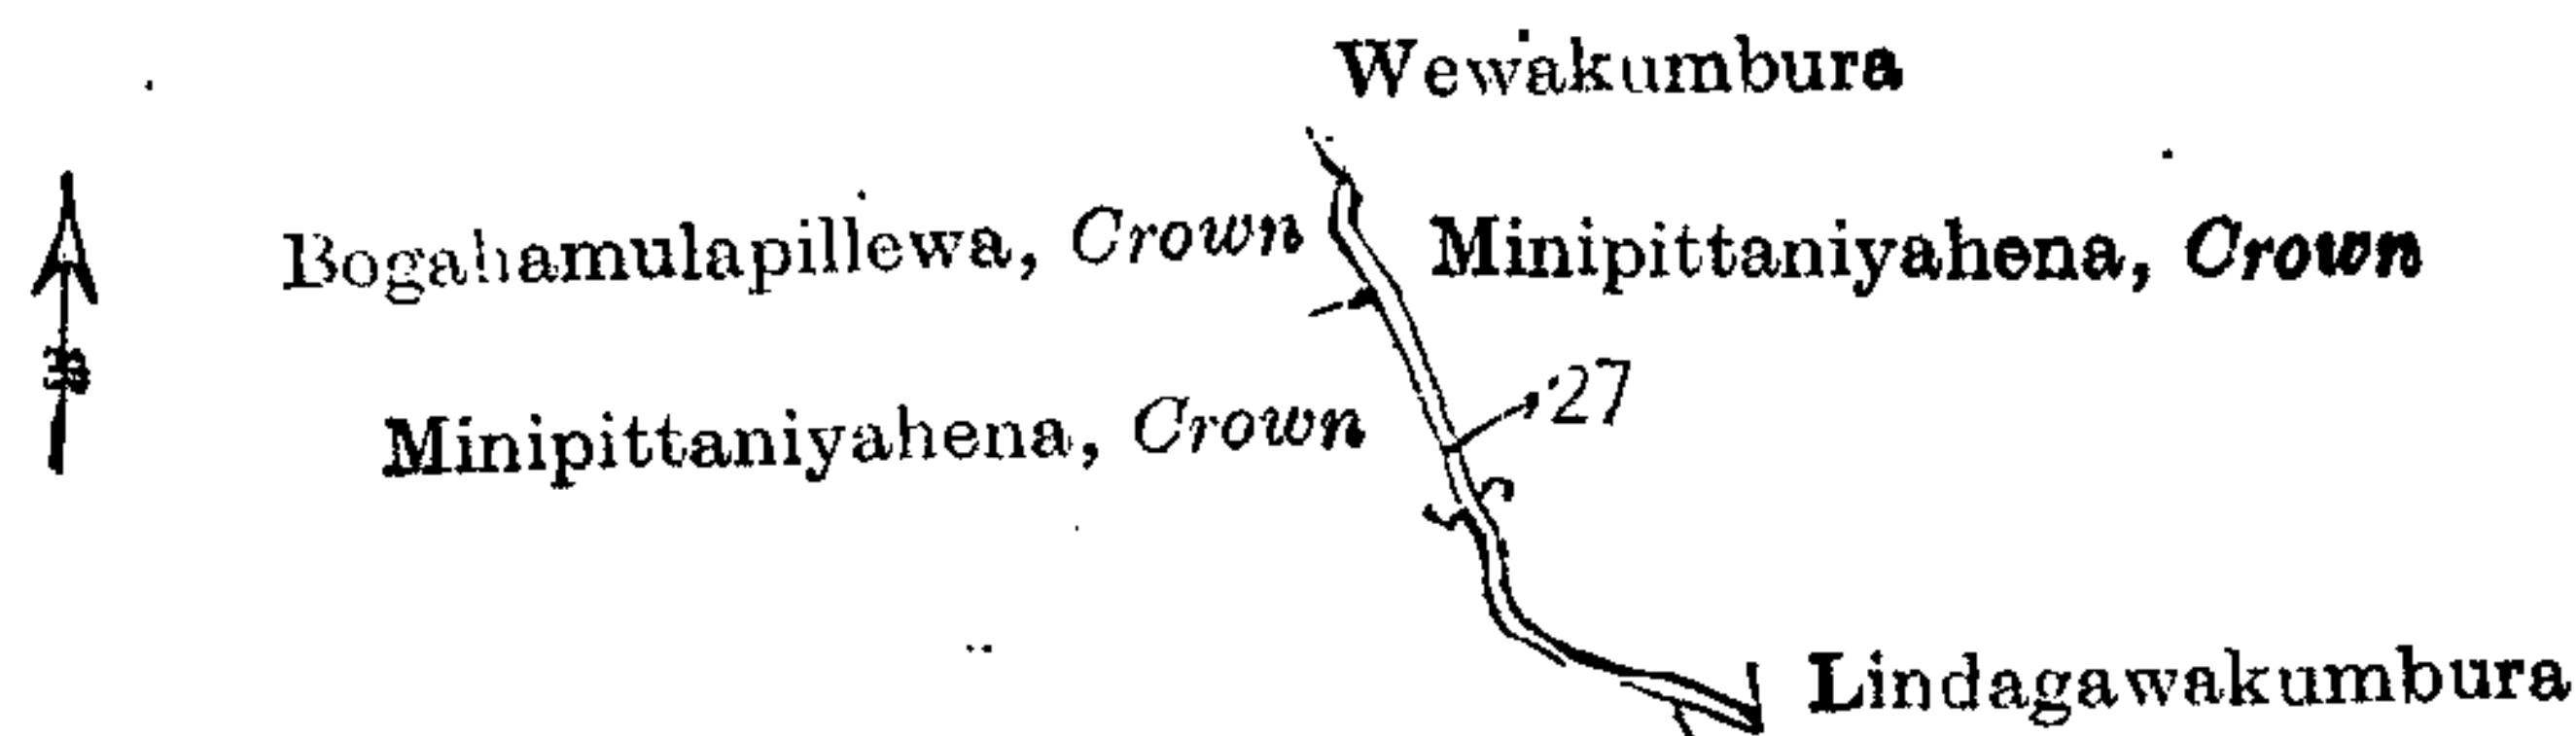 Wewakumbura
Bogahamulapillewa, Crown
Minipittaniyahena, Crown
Minipittaniyahena, Crown
27
Lindagawakumbura